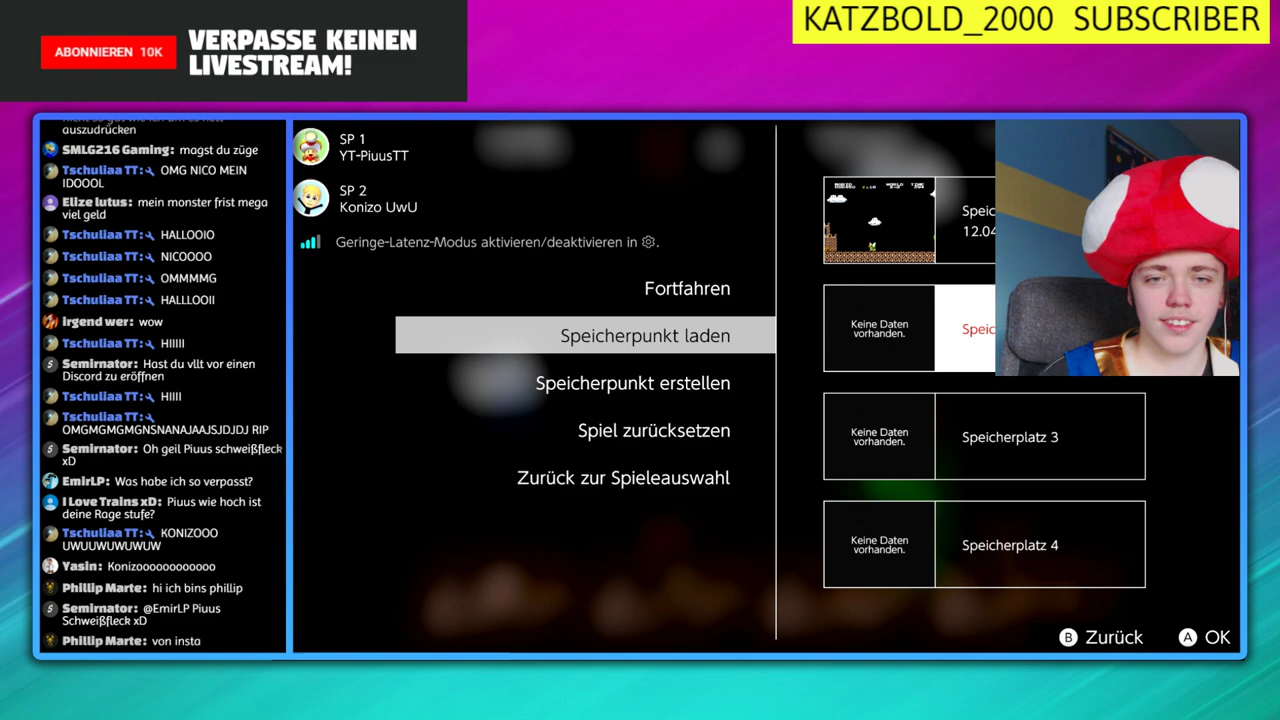 ABONNIEREN 10K
VERPASSE KEINEN
LIVESTREAM!
KATZBOLD_2000 SUBSCRIBER
auszudrücken
SMLG216 Gaming: magst du züge
Tschuliaa TT: OMG NICO MEIN
IDOOOL
Elize lutus: mein monster frist mega
viel geld
Tschuliaa TT: HALLOOIO
Tschuliaa TT: NICOOOO
Tschuliaa TT: OMMMMG
Tschuliaa TT: HALLLOOII
irgend wer: wow
Tschuliaa TT: HIIIII
Semirnator: Hast du vllt vor einen
Discord zu eröffnen
Tschuliaa TT: HIIII
Tschuliaa TT:
OMGMGMGMGNSNANAJAAJSJDJDJ RIP
Semirnator: Oh geil Piuus schweißfleck
xD
EmirLP: Was habe ich so verpasst?
I Love Trains xD: Piuus wie hoch ist
deine Rage stufe?
Tschuliaa TT: KONIZOOO
UWUUWUWUWUW
Yasin: Konizoooooooooooo
Phillip Marte: hi ich bins phillip
Semirnator: @EmirLP Piuus
Schweißfleck xD
Phillip Marte: von insta
SP 1
YT-PiuusTT
SP 2
Konizo UwU
Geringe-Latenz-Modus aktivieren/deaktivieren in
Fortfahren
Speicherpunkt laden
Speicherpunkt erstellen
Spiel zurücksetzen
Zurück zur Spieleauswahl
Speic
12.04
Keine Daten
vorhanden.
Speic
Keine Daten
vorhanden.
Speicherplatz 3
Keine Daten
vorhanden.
Speicherplatz 4
B Zurück
A OK